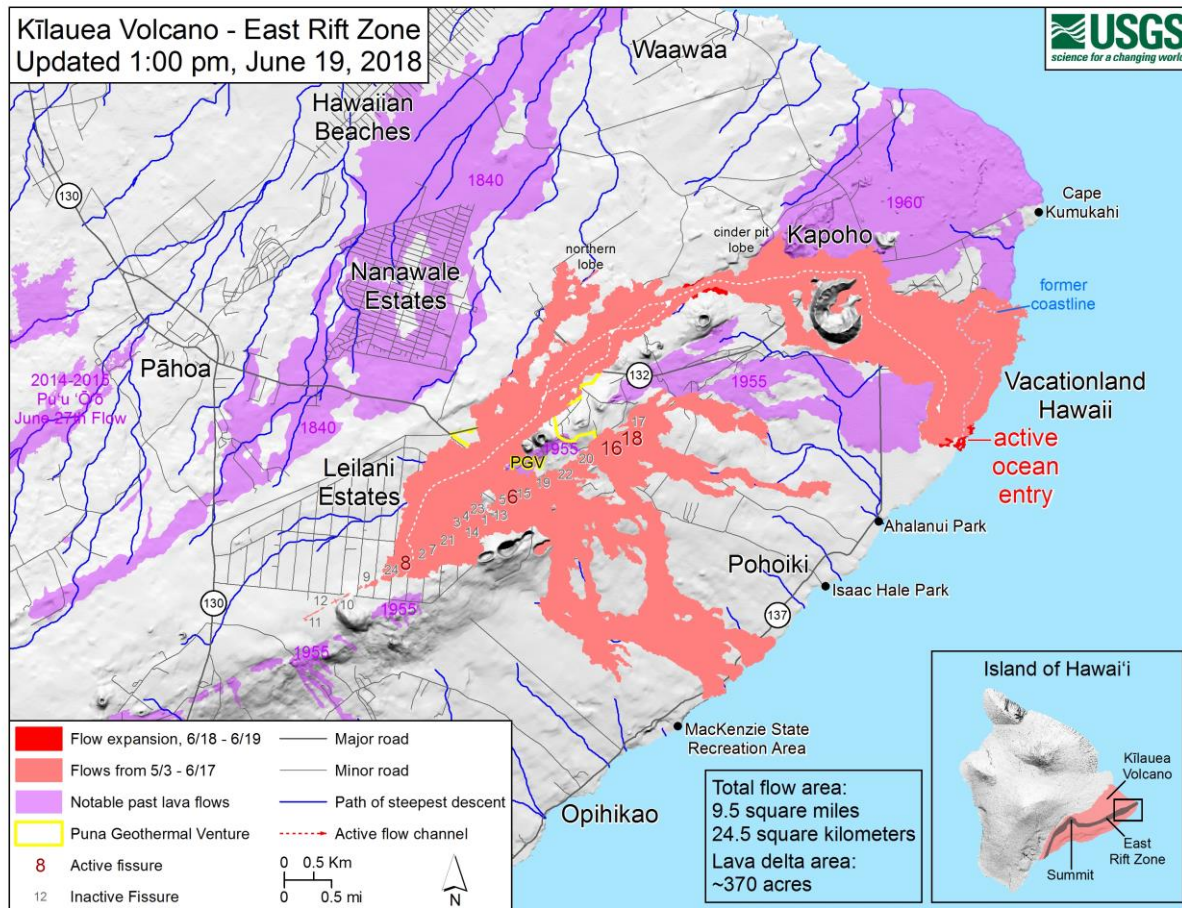 Kīlauea Volcano - East Rift Zone
Updated 1:00 pm, June 19, 2018
USGS
science for a changing world
Waawaa
Hawaiian
Beaches
130
1840
1960
Cape
Kumukahi
cinder pit
lobe
Kapoho
northern
lobe
Nanawale
Estates
former
coastline
Pāhoa
132
2014-2015
Pu‘u ‘Ō‘ō
June 27th Flow
1955
Vacationland
Hawaii
1840
17
active
ocean
entry
16 18
1955
PGV
20
Leilani
Estates
22
19
6
15
5
23
13
3 4 1
14
21
Ahalanui Park
2 7
8
24
9
Pohoiki
Isaac Hale Park
12
10
11
130
1955
137
1955
MacKenzie State
Recreation Area
Opihikao
Flow expansion, 6/18 - 6/19
Flows from 5/3 - 6/17
Notable past lava flows
Puna Geothermal Venture
8 Active fissure
12 Inactive Fissure
Major road
Minor road
Path of steepest descent
Active flow channel
0 0.5 Km
0 0.5 mi
N
Total flow area:
9.5 square miles
24.5 square kilometers
Lava delta area:
~370 acres
Island of Hawai‘i
Kīlauea
Volcano
East
Rift Zone
Summit